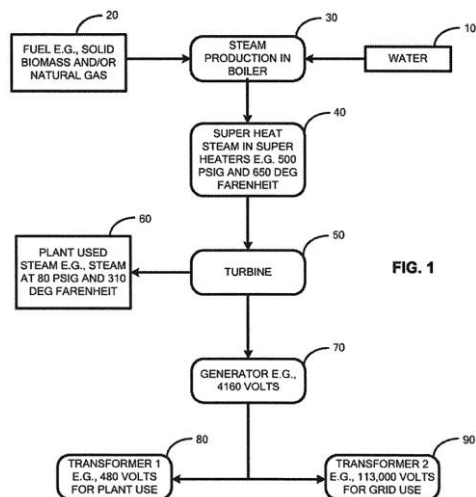 20
30
10
FUEL E.G., SOLID
BIOMASS AND/OR
NATURAL GAS
STEAM
PRODUCTION IN
BOILER
WATER
40
SUPER HEAT
STEAM IN SUPER
HEATERS E.G. 500
PSIG AND 650 DEG
FARENHEIT
60
50
PLANT USED
STEAM E.G., STEAM
AT 80 PSIG AND 310
DEG FARENHEIT
TURBINE
FIG. 1
70
GENERATOR E.G.,
4160 VOLTS
80
90
TRANSFORMER 1
E.G., 480 VOLTS
FOR PLANT USE
TRANSFORMER 2
E.G., 113,000 VOLTS
FOR GRID USE